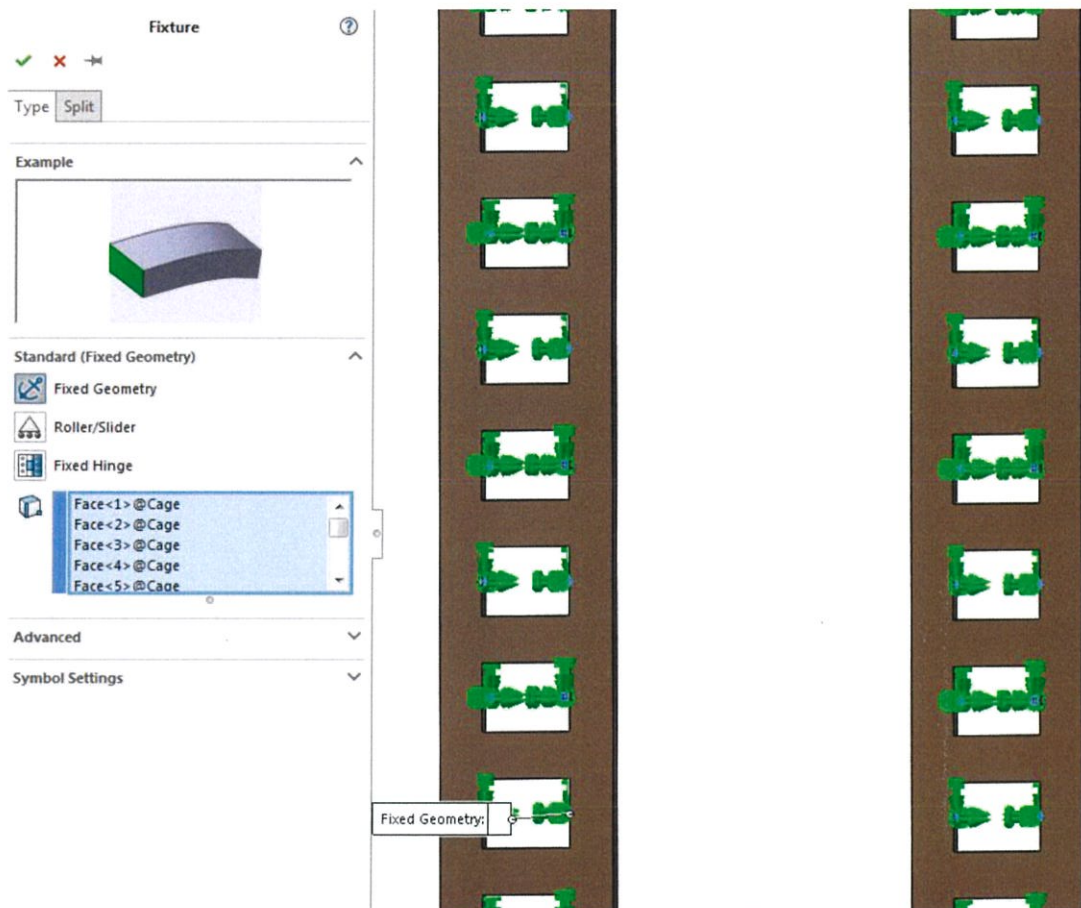 Fixture
Type Split
Example
Standard (Fixed Geometry)
Fixed Geometry
Roller/Slider
Fixed Hinge
Face<1>@Cage
Face<2>@Cage
Face<3>@Cage
Face<4>@Cage
Face<5>@Cage
Advanced
Symbol Settings
Fixed Geometry: